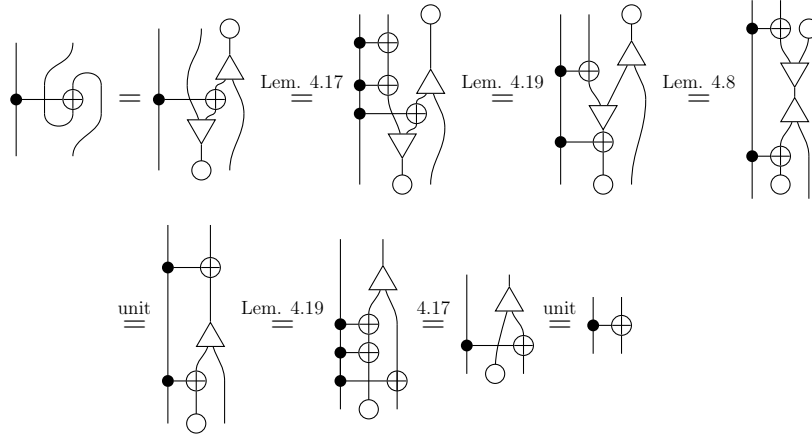 = = Lem. 4.17 = Lem. 4.19 = Lem. 4.8
unit = Lem. 4.19 = 4.17 = unit =